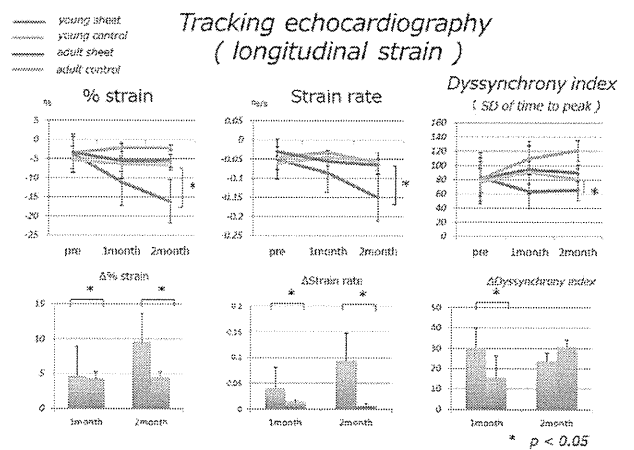 Tracking echocardiography
( longitudinal strain )
young sheet
young control
adult sheet
adult control
% strain
%
5
0
-5
-10
-15
-20
-25
pre 1month 2month
*
Strain rate
%/s
0.05
0
-0.05
-0.1
-0.15
-0.2
-0.25
pre 1month 2month
*
Dyssynchrony index
( SD of time to peak )
160
140
120
100
80
60
40
20
0
pre 1month 2month
*
Δ% strain
15
10
5
0
* *
1month 2month
ΔStrain rate
0.2
0.15
0.1
0.05
0
* *
1month 2month
ΔDyssynchrony index
50
40
30
20
10
0
*
1month 2month
* p < 0.05